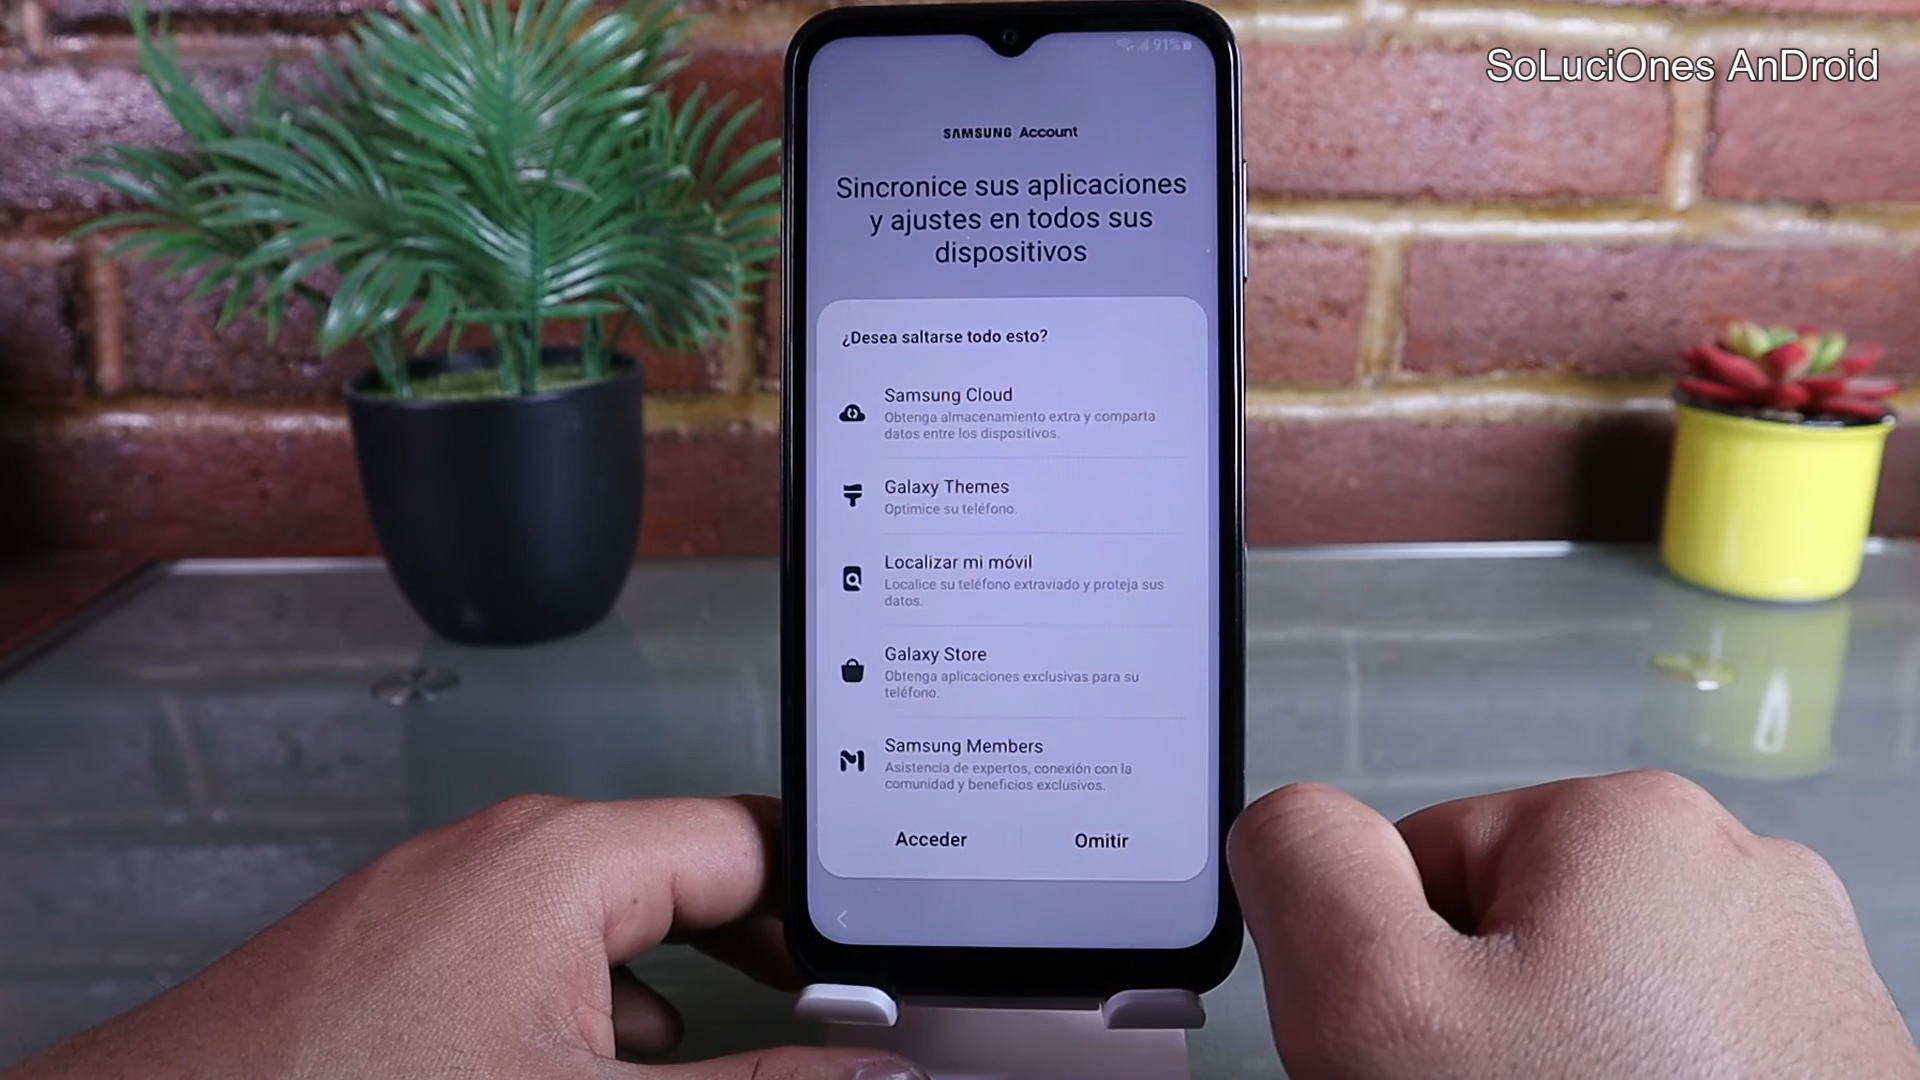 SoLuciOnes AnDroid
91%
SAMSUNG Account
Sincronice sus aplicaciones
y ajustes en todos sus
dispositivos
¿Desea saltarse todo esto?
Samsung Cloud
Obtenga almacenamiento extra y comparta
datos entre los dispositivos.
Galaxy Themes
Optimice su teléfono.
Localizar mi móvil
Localice su teléfono extraviado y proteja sus
datos.
Galaxy Store
Obtenga aplicaciones exclusivas para su
teléfono.
Samsung Members
Asistencia de expertos, conexión con la
comunidad y beneficios exclusivos.
Acceder Omitir